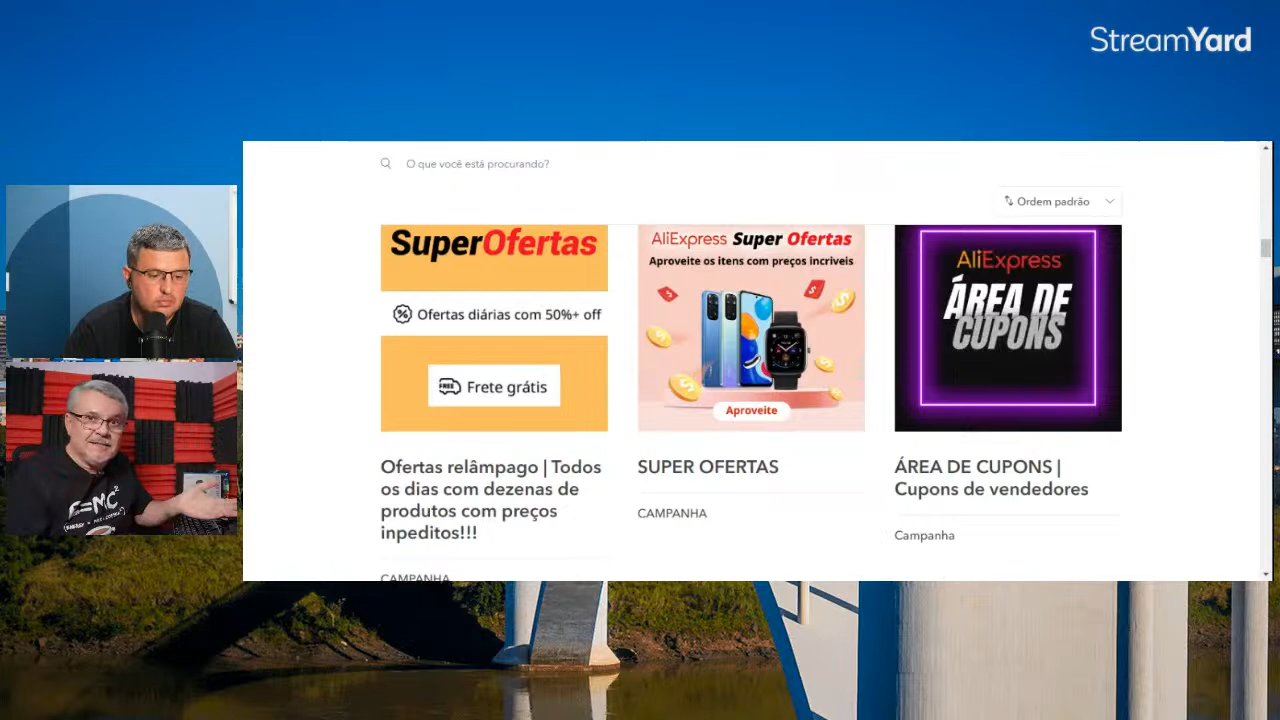 StreamYard
O que você está procurando?
Ordem padrão
SuperOfertas
Ofertas diárias com 50%+ off
FREE
Frete grátis
AliExpress Super Ofertas
Aproveite os itens com preços incriveis
Aproveite
AliExpress
ÁREA DE
CUPONS
Ofertas relâmpago | Todos
os dias com dezenas de
produtos com preços
inpeditos!!!
CAMPANHA
SUPER OFERTAS
CAMPANHA
ÁREA DE CUPONS |
Cupons de vendedores
Campanha
E=MC²